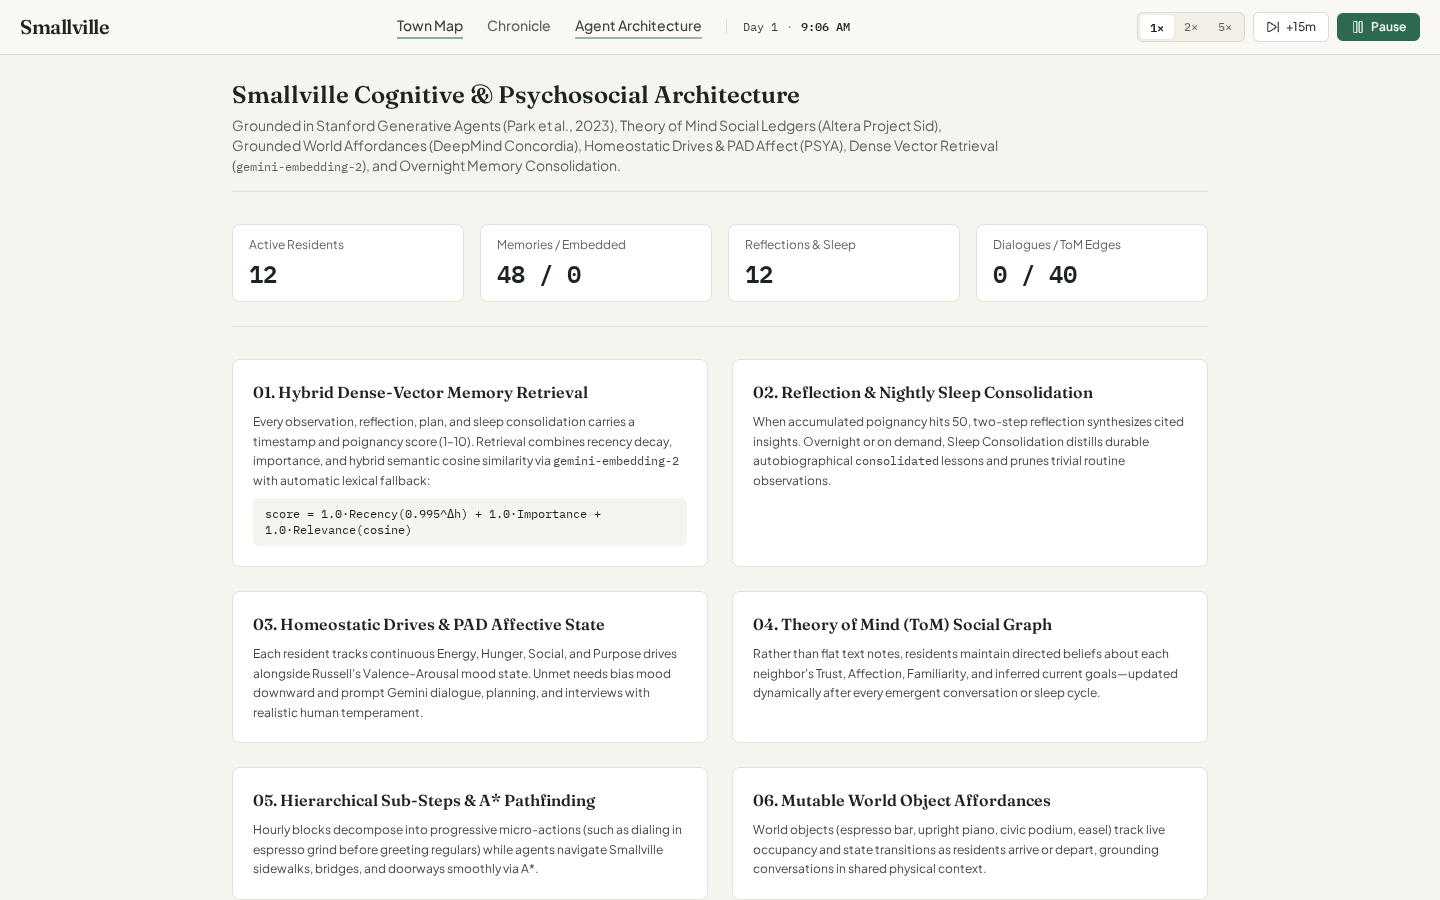 Smallville
Town Map
Chronicle
Agent Architecture
Day 1 · 9:06 AM
1×
2×
5×
+15m
Pause
Smallville Cognitive & Psychosocial Architecture
Grounded in Stanford Generative Agents (Park et al., 2023), Theory of Mind Social Ledgers (Altera Project Sid),
Grounded World Affordances (DeepMind Concordia), Homeostatic Drives & PAD Affect (PSYA), Dense Vector Retrieval
(gemini-embedding-2), and Overnight Memory Consolidation.
Active Residents
12
Memories / Embedded
48 / 0
Reflections & Sleep
12
Dialogues / ToM Edges
0 / 40
01. Hybrid Dense-Vector Memory Retrieval
Every observation, reflection, plan, and sleep consolidation carries a
timestamp and poignancy score (1–10). Retrieval combines recency decay,
importance, and hybrid semantic cosine similarity via gemini-embedding-2
with automatic lexical fallback:
score = 1.0·Recency(0.995^Δh) + 1.0·Importance +
1.0·Relevance(cosine)
02. Reflection & Nightly Sleep Consolidation
When accumulated poignancy hits 50, two-step reflection synthesizes cited
insights. Overnight or on demand, Sleep Consolidation distills durable
autobiographical consolidated lessons and prunes trivial routine
observations.
03. Homeostatic Drives & PAD Affective State
Each resident tracks continuous Energy, Hunger, Social, and Purpose drives
alongside Russell's Valence–Arousal mood state. Unmet needs bias mood
downward and prompt Gemini dialogue, planning, and interviews with
realistic human temperament.
04. Theory of Mind (ToM) Social Graph
Rather than flat text notes, residents maintain directed beliefs about each
neighbor's Trust, Affection, Familiarity, and inferred current goals—updated
dynamically after every emergent conversation or sleep cycle.
05. Hierarchical Sub-Steps & A* Pathfinding
Hourly blocks decompose into progressive micro-actions (such as dialing in
espresso grind before greeting regulars) while agents navigate Smallville
sidewalks, bridges, and doorways smoothly via A*.
06. Mutable World Object Affordances
World objects (espresso bar, upright piano, civic podium, easel) track live
occupancy and state transitions as residents arrive or depart, grounding
conversations in shared physical context.